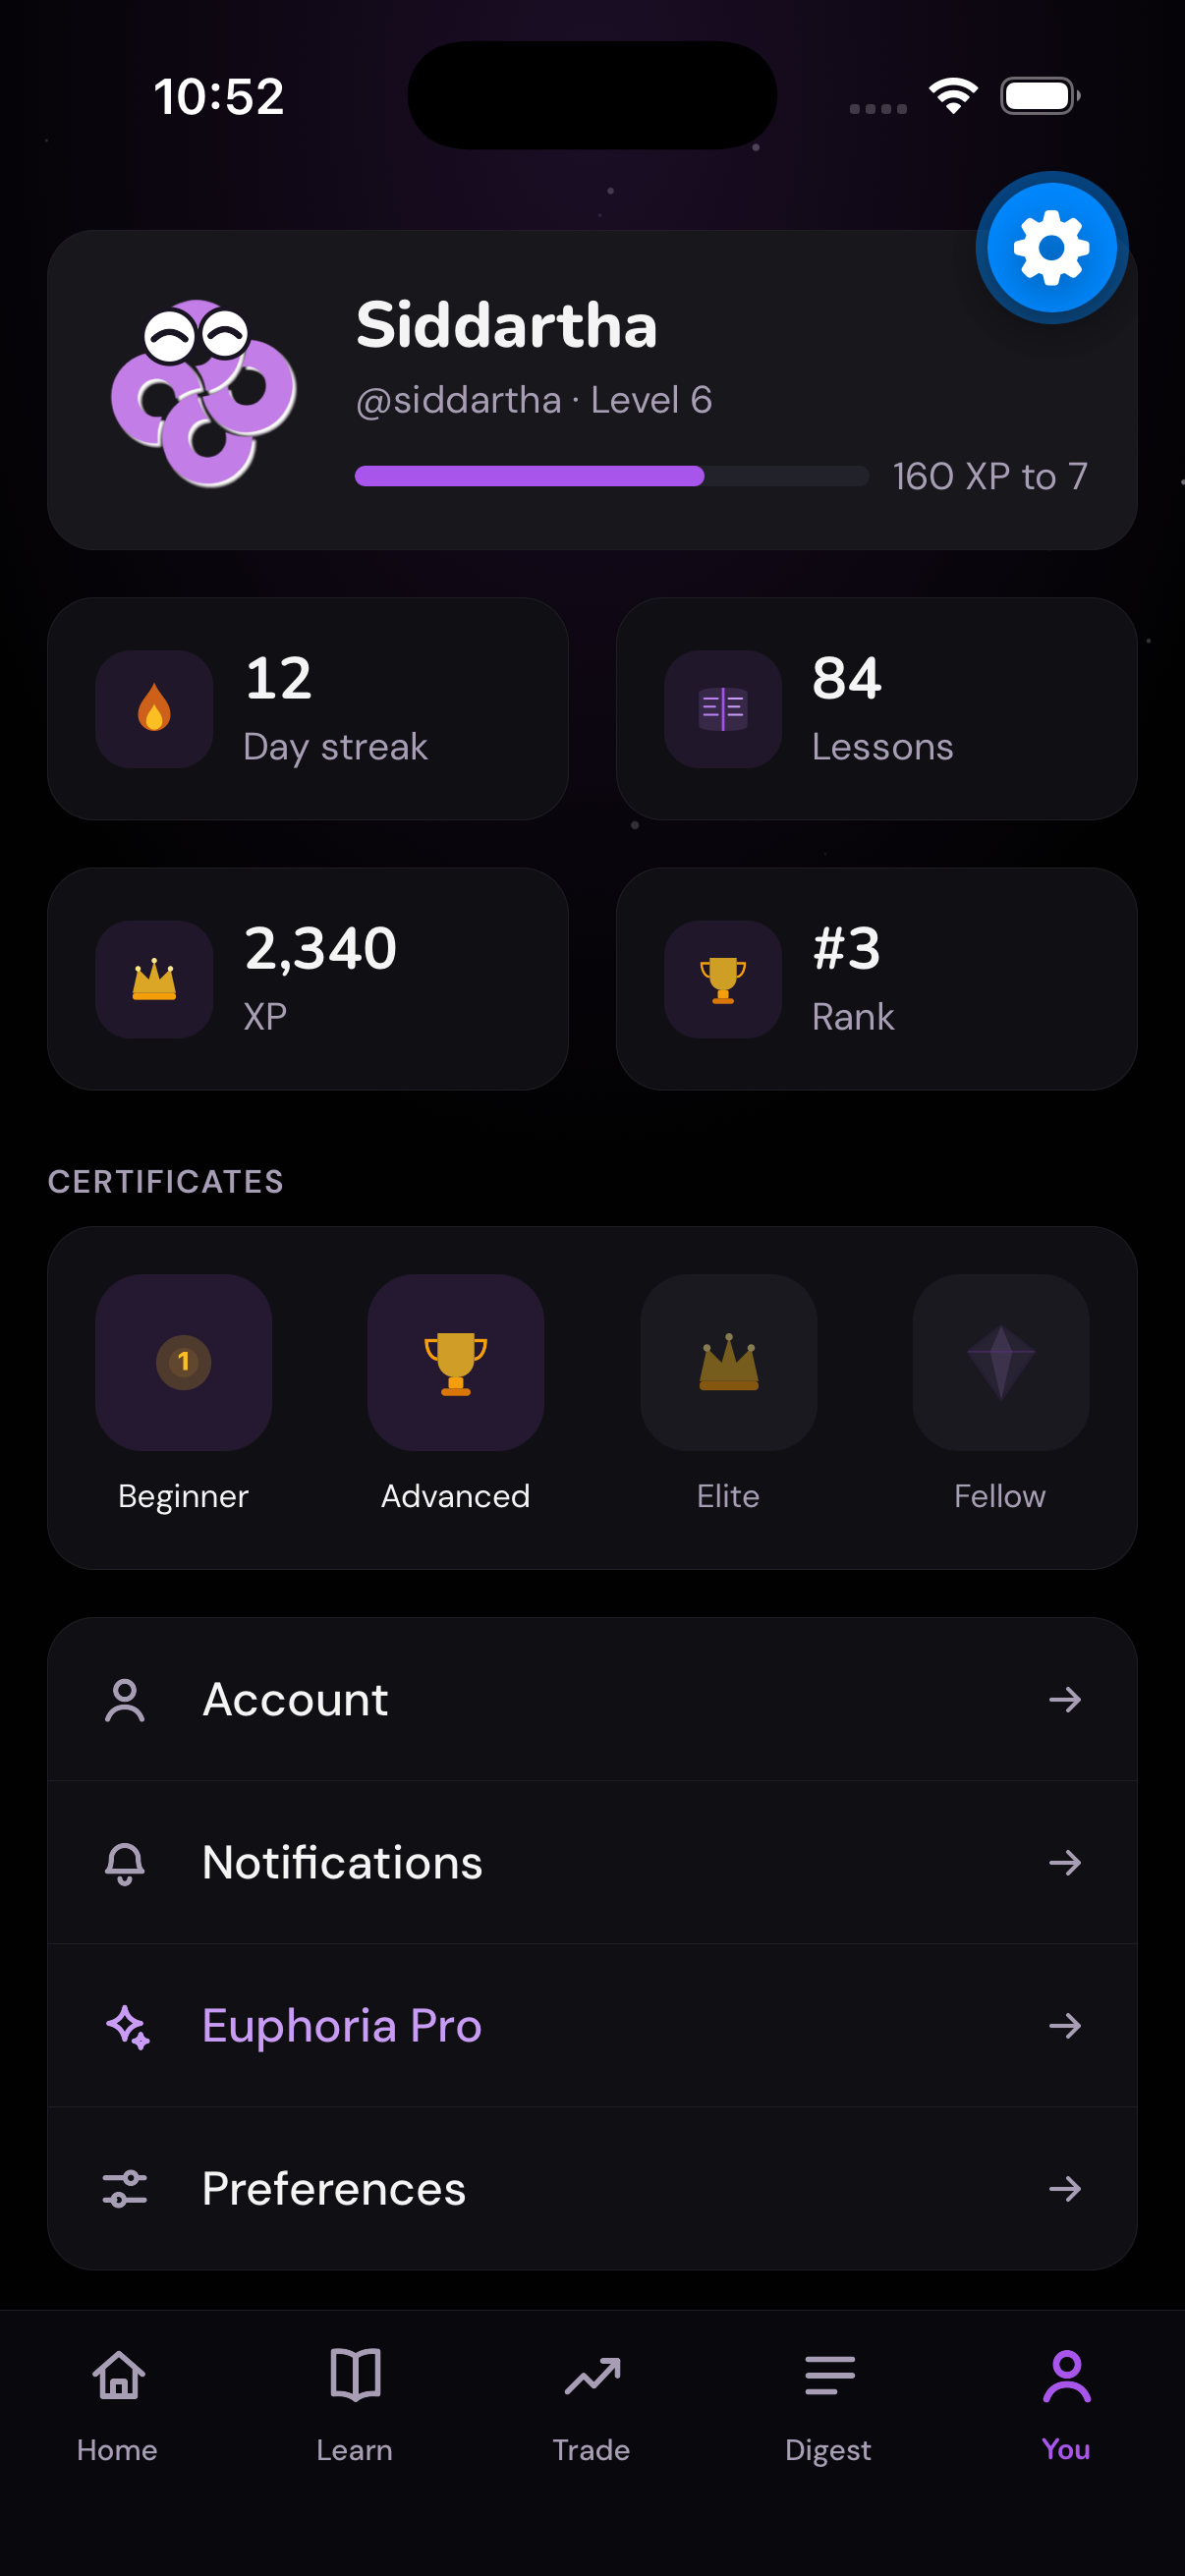 10:52
Siddartha
@siddartha · Level 6
160 XP to 7
12
Day streak
84
Lessons
2,340
XP
#3
Rank
CERTIFICATES
1
Beginner
Advanced
Elite
Fellow
Account
Notifications
Euphoria Pro
Preferences
Home
Learn
Trade
Digest
You